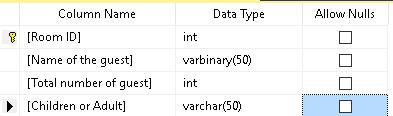 Column Name Data Type Allow Nulls
[Room ID] int
[Name of the guest] varbinary(50)
[Total number of guest] int
[Children or Adult] varchar(50)